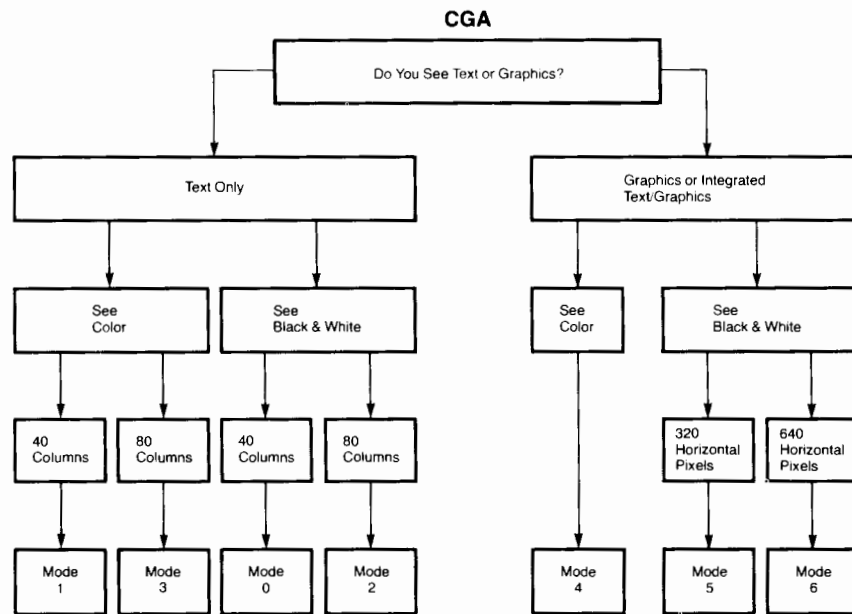 CGA
Do You See Text or Graphics?
Text Only
Graphics or Integrated
Text/Graphics
See
Color
See
Black & White
See
Color
See
Black & White
40
Columns
80
Columns
40
Columns
80
Columns
320
Horizontal
Pixels
640
Horizontal
Pixels
Mode
1
Mode
3
Mode
0
Mode
2
Mode
4
Mode
5
Mode
6